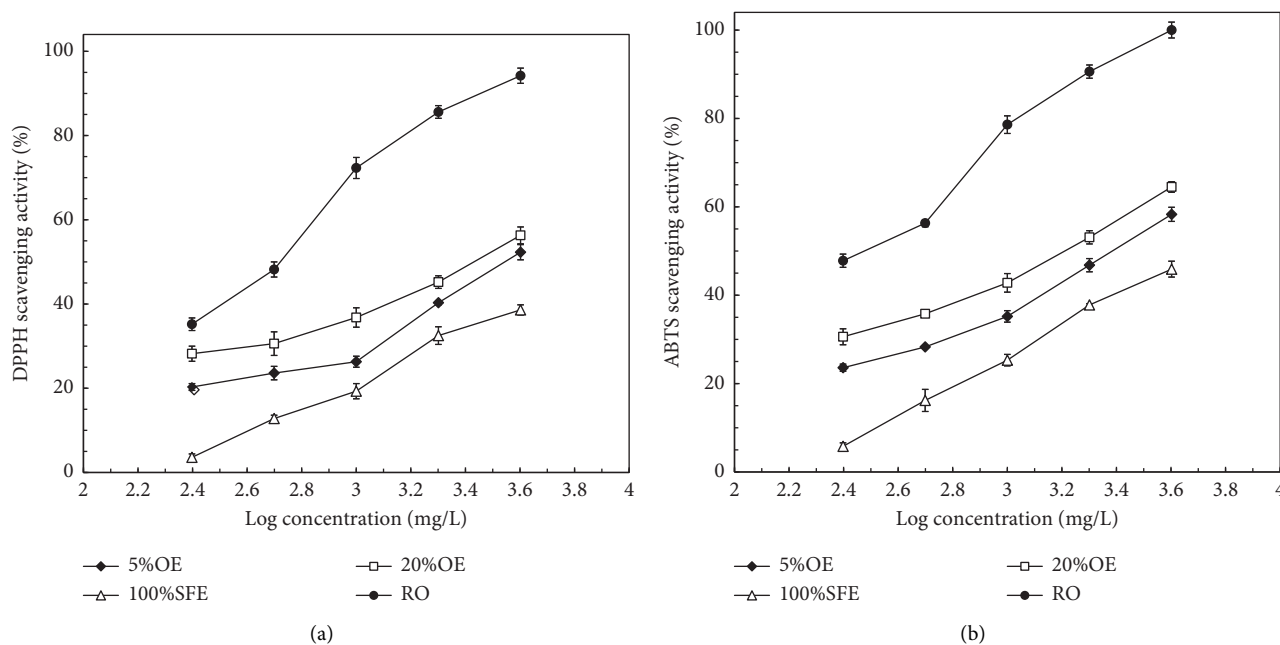 DPPH scavenging activity (%)
100
80
60
40
20
0
2 2.2 2.4 2.6 2.8 3 3.2 3.4 3.6 3.8 4
Log concentration (mg/L)
5%OE 20%OE
100%SFE RO
(a)
ABTS scavenging activity (%)
100
80
60
40
20
0
2 2.2 2.4 2.6 2.8 3 3.2 3.4 3.6 3.8 4
Log concentration (mg/L)
5%OE 20%OE
100%SFE RO
(b)